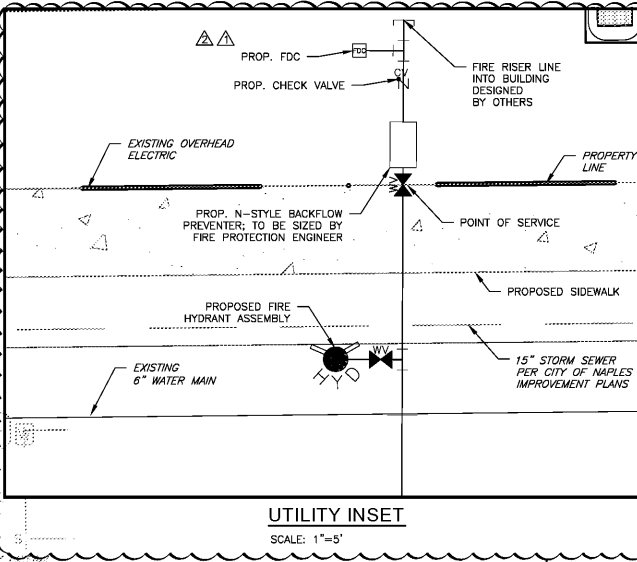 2 1
PROP. FDC
FDC
FIRE RISER LINE
INTO BUILDING
DESIGNED
BY OTHERS
CV
PROP. CHECK VALVE
EXISTING OVERHEAD
ELECTRIC
PROPERTY
LINE
WV
PROP. N-STYLE BACKFLOW
PREVENTER; TO BE SIZED BY
FIRE PROTECTION ENGINEER
POINT OF SERVICE
PROPOSED SIDEWALK
PROPOSED FIRE
HYDRANT ASSEMBLY
WV
HYD
EXISTING
6" WATER MAIN
15" STORM SEWER
PER CITY OF NAPLES
IMPROVEMENT PLANS
UTILITY INSET
SCALE: 1"=5'
S